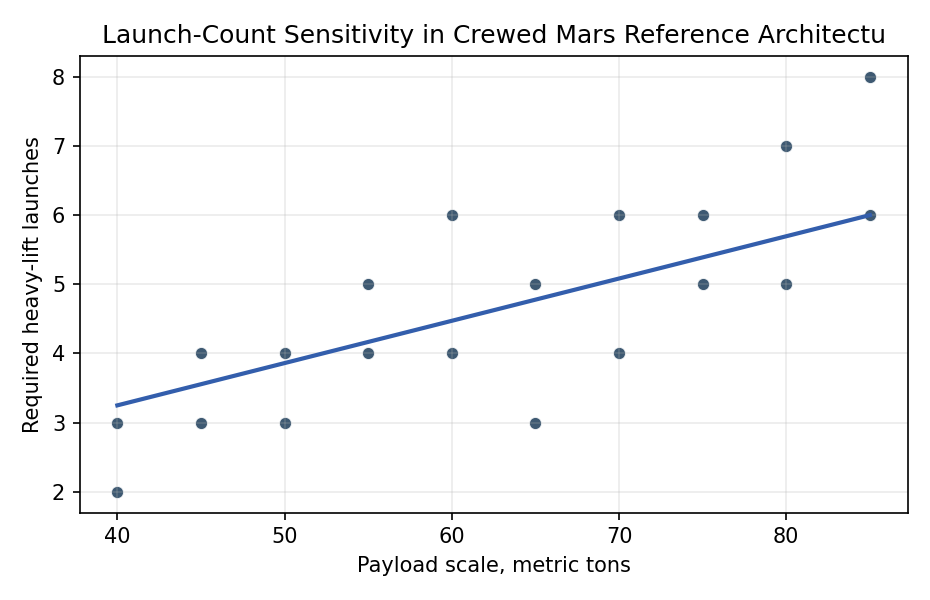 Launch-Count Sensitivity in Crewed Mars Reference Architectu
Required heavy-lift launches
8
7
6
5
4
3
2
40 50 60 70 80
Payload scale, metric tons